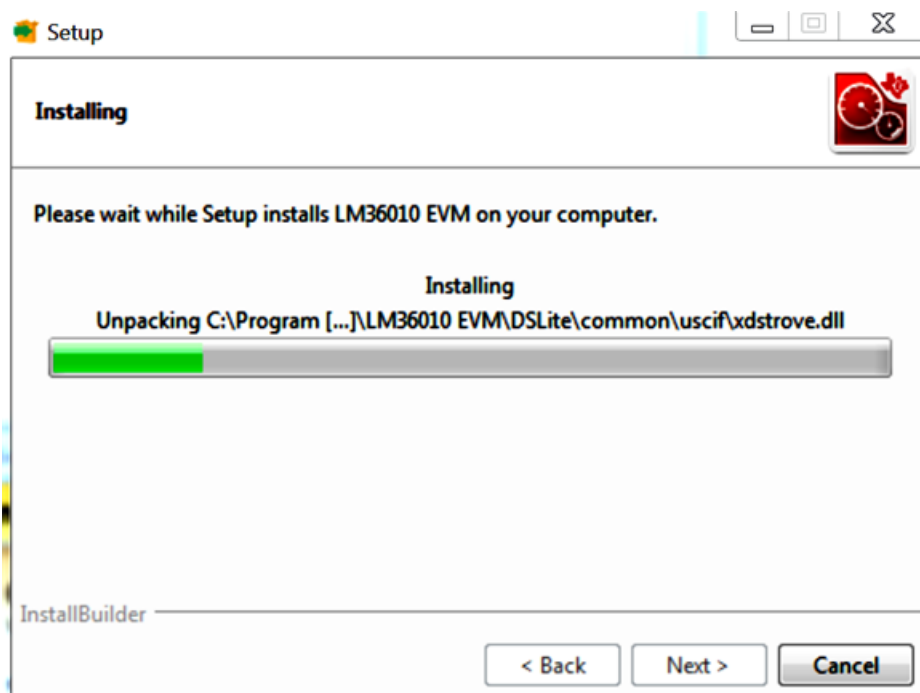 Setup
Installing
Please wait while Setup installs LM36010 EVM on your computer.
Installing
Unpacking C:\Program [...]\LM36010 EVM\DSLite\common\uscif\xdstrove.dll
InstallBuilder
< Back Next > Cancel